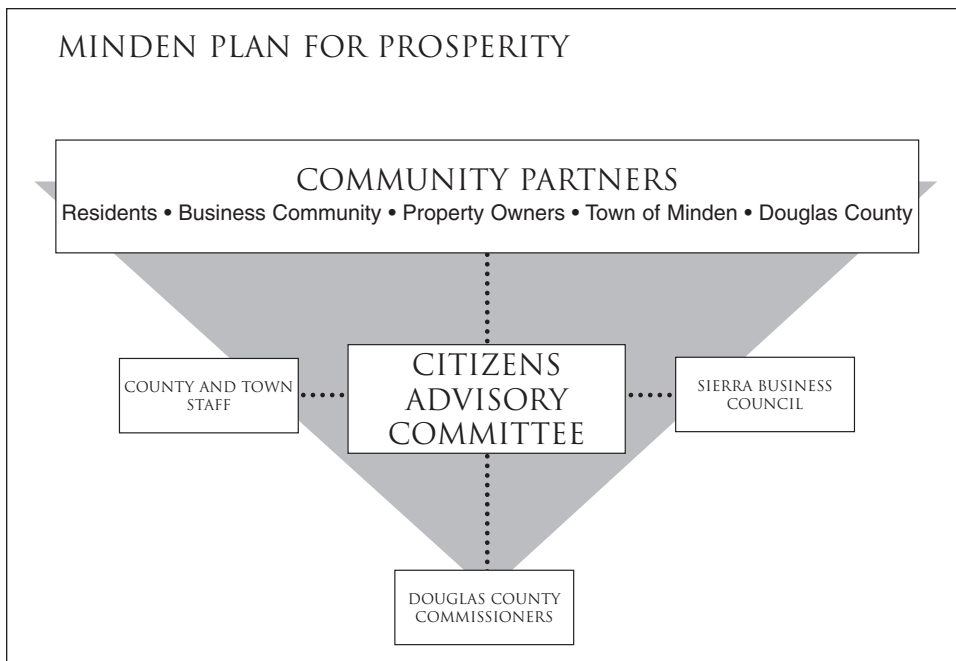 MINDEN PLAN FOR PROSPERITY
COMMUNITY PARTNERS
Residents • Business Community • Property Owners • Town of Minden • Douglas County
COUNTY AND TOWN
STAFF
CITIZENS
ADVISORY
COMMITTEE
SIERRA BUSINESS
COUNCIL
DOUGLAS COUNTY
COMMISSIONERS